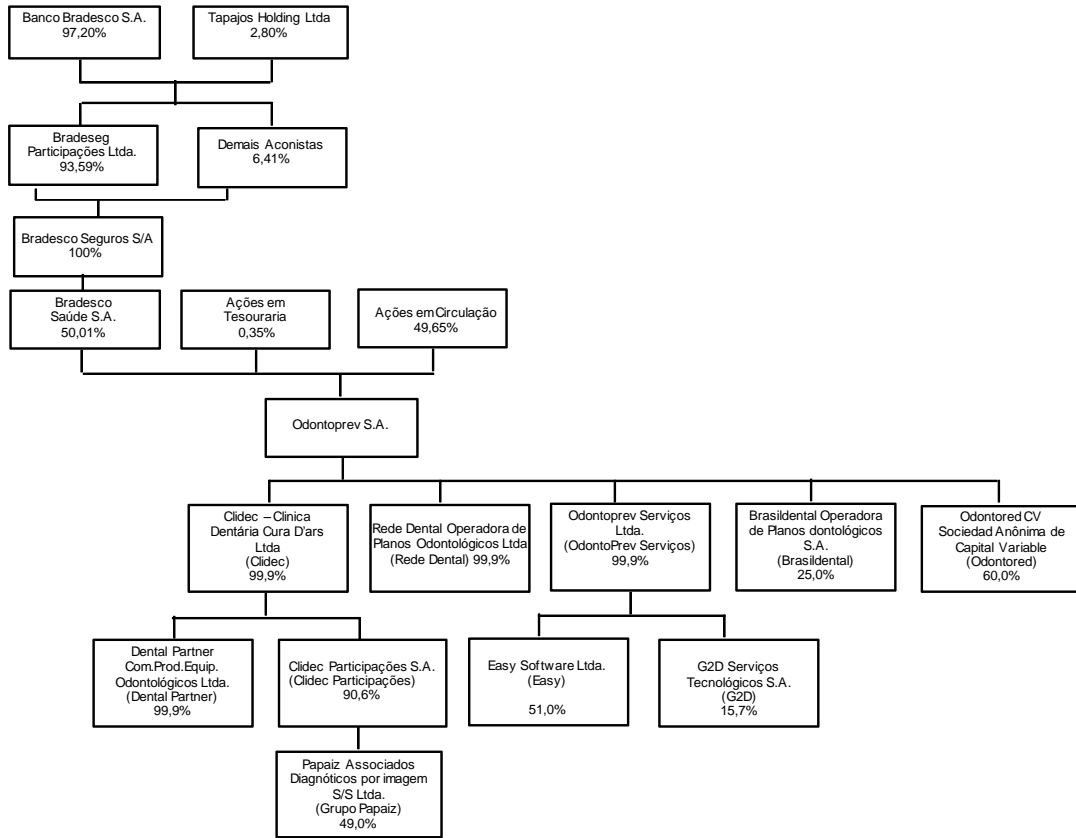 Banco Bradesco S.A.
97,20%
Tapajos Holding Ltda
2,80%
Bradeseg
Participações Ltda.
93,59%
Demais Aconistas
6,41%
Bradesco Seguros S/A
100%
Bradesco
Saúde S.A.
50,01%
Ações em
Tesouraria
0,35%
Ações em Circulação
49,65%
Odontoprev S.A.
Clidec – Clinica
Dentária Cura D'ars
Ltda
(Clidec)
99,9%
Rede Dental Operadora de
Planos Odontológicos Ltda
(Rede Dental) 99,9%
Odontoprev Serviços
Ltda.
(OdontoPrev Serviços)
99,9%
Brasildental Operadora
de Planos dontológicos
S.A.
(Brasildental)
25,0%
Odontored CV
Sociedad Anônima de
Capital Variable
(Odontored)
60,0%
Dental Partner
Com.Prod.Equip.
Odontológicos Ltda.
(Dental Partner)
99,9%
Clidec Participações S.A.
(Clidec Participações)
90,6%
Easy Software Ltda.
(Easy)
51,0%
G2D Serviços
Tecnológicos S.A.
(G2D)
15,7%
Papaiz Associados
Diagnóticos por imagem
S/S Ltda.
(Grupo Papaiz)
49,0%